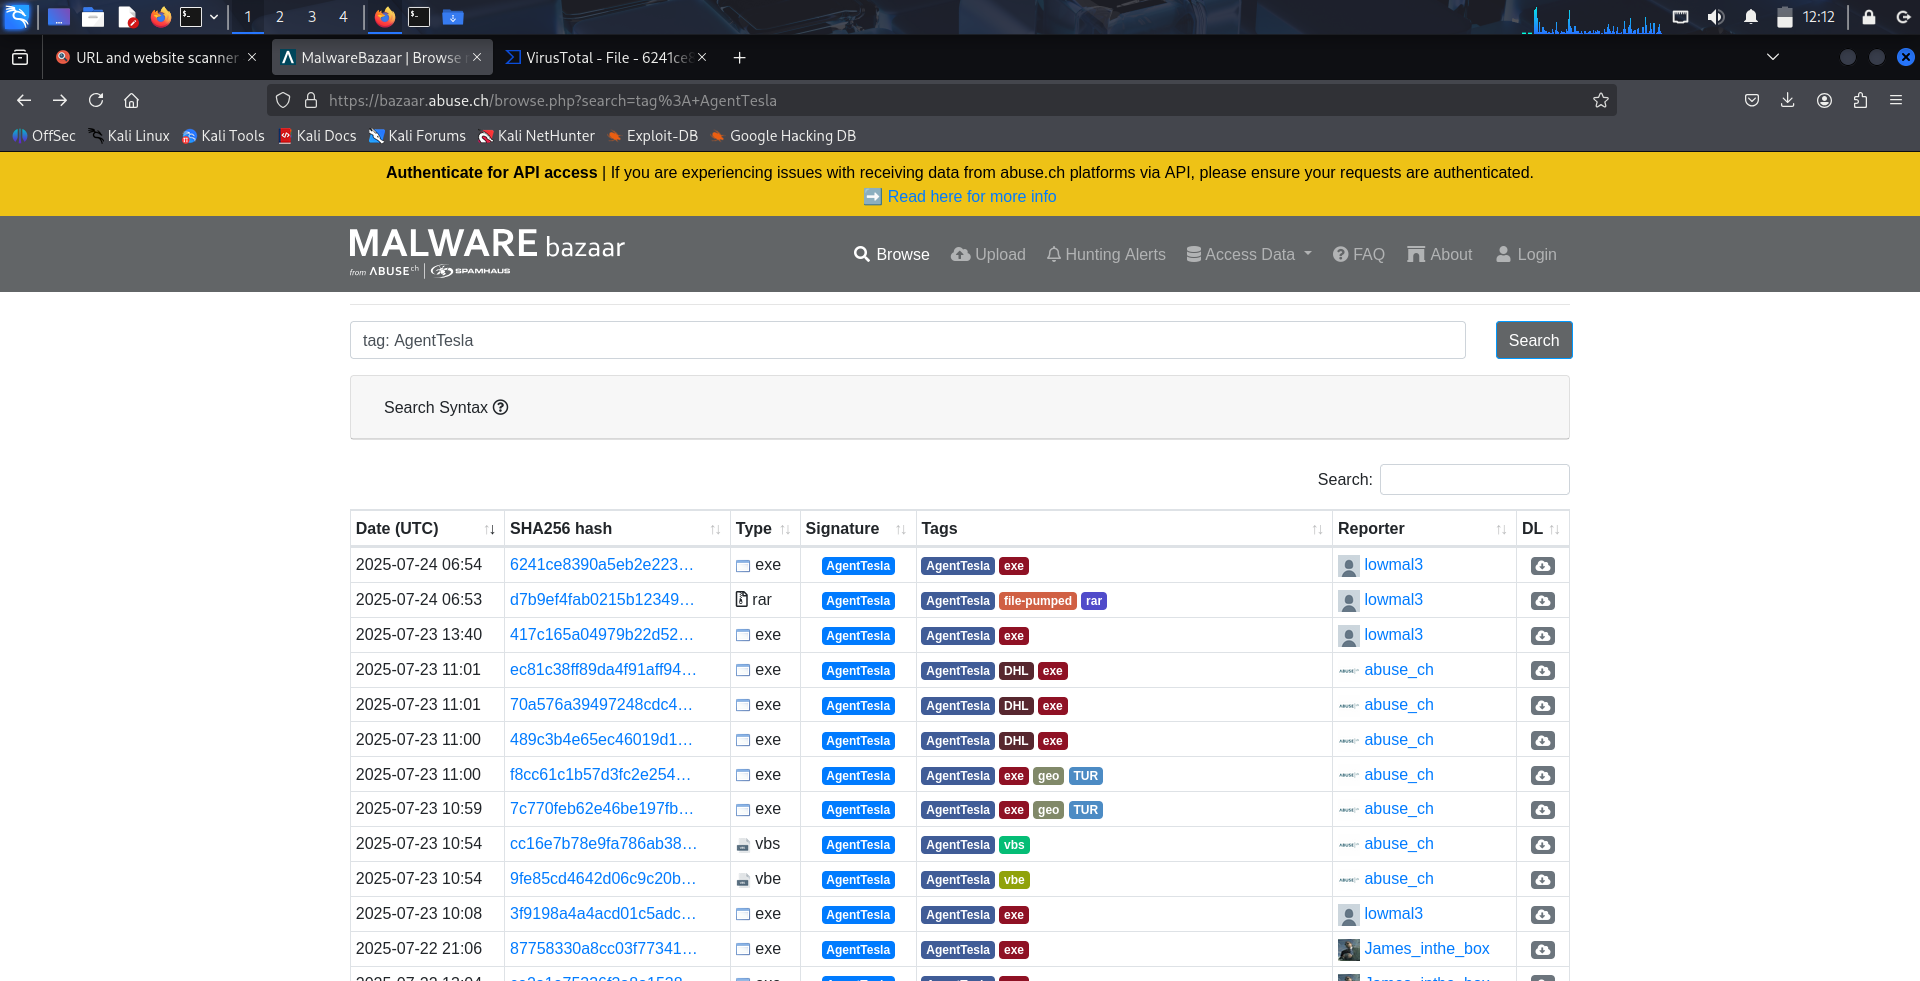 1 2 3 4 12:12
URL and website scanner MalwareBazaar | Browse VirusTotal - File - 6241ce8
https://bazaar.abuse.ch/browse.php?search=tag%3A+AgentTesla
OffSec Kali Linux Kali Tools Kali Docs Kali Forums Kali NetHunter Exploit-DB Google Hacking DB
Authenticate for API access | If you are experiencing issues with receiving data from abuse.ch platforms via API, please ensure your requests are authenticated.
Read here for more info
MALWARE bazaar
from ABUSE ch | SPAMHAUS
Browse Upload Hunting Alerts Access Data FAQ About Login
tag: AgentTesla Search
Search Syntax
Search:
Date (UTC) SHA256 hash Type Signature Tags Reporter DL
2025-07-24 06:54 6241ce8390a5eb2e223… exe AgentTesla AgentTesla exe lowmal3
2025-07-24 06:53 d7b9ef4fab0215b12349… rar AgentTesla AgentTesla file-pumped rar lowmal3
2025-07-23 13:40 417c165a04979b22d52… exe AgentTesla AgentTesla exe lowmal3
2025-07-23 11:01 ec81c38ff89da4f91aff94… exe AgentTesla AgentTesla DHL exe abuse_ch
2025-07-23 11:01 70a576a39497248cdc4… exe AgentTesla AgentTesla DHL exe abuse_ch
2025-07-23 11:00 489c3b4e65ec46019d1… exe AgentTesla AgentTesla DHL exe abuse_ch
2025-07-23 11:00 f8cc61c1b57d3fc2e254… exe AgentTesla AgentTesla exe geo TUR abuse_ch
2025-07-23 10:59 7c770feb62e46be197fb… exe AgentTesla AgentTesla exe geo TUR abuse_ch
2025-07-23 10:54 cc16e7b78e9fa786ab38… vbs AgentTesla AgentTesla vbs abuse_ch
2025-07-23 10:54 9fe85cd4642d06c9c20b… vbe AgentTesla AgentTesla vbe abuse_ch
2025-07-23 10:08 3f9198a4a4acd01c5adc… exe AgentTesla AgentTesla exe lowmal3
2025-07-22 21:06 87758330a8cc03f77341… exe AgentTesla AgentTesla exe James_inthe_box